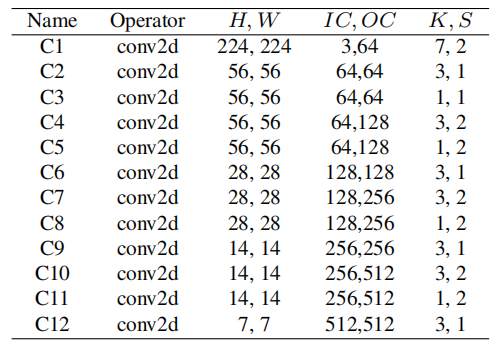 Name Operator H, W IC, OC K, S
C1 conv2d 224, 224 3,64 7, 2
C2 conv2d 56, 56 64,64 3, 1
C3 conv2d 56, 56 64,64 1, 1
C4 conv2d 56, 56 64,128 3, 2
C5 conv2d 56, 56 64,128 1, 2
C6 conv2d 28, 28 128,128 3, 1
C7 conv2d 28, 28 128,256 3, 2
C8 conv2d 28, 28 128,256 1, 2
C9 conv2d 14, 14 256,256 3, 1
C10 conv2d 14, 14 256,512 3, 2
C11 conv2d 14, 14 256,512 1, 2
C12 conv2d 7, 7 512,512 3, 1